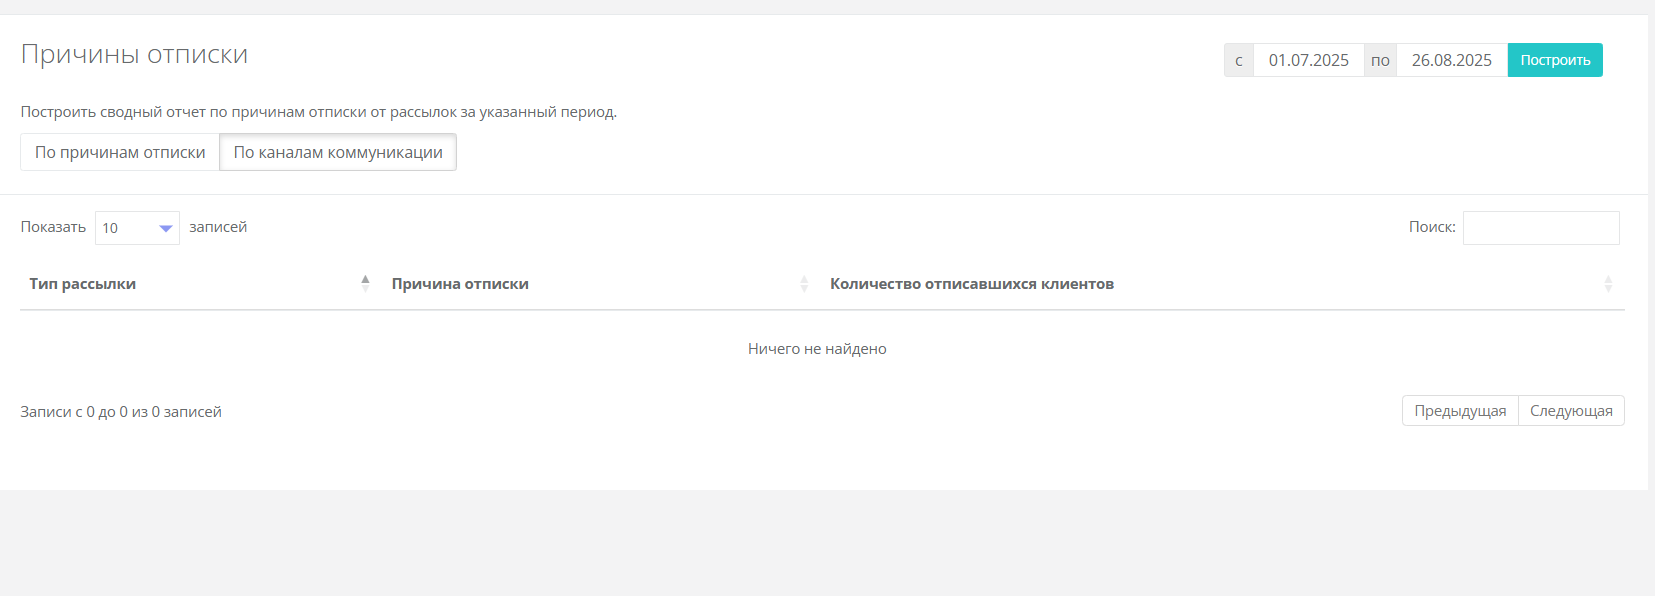 Причины отписки
с 01.07.2025 по 26.08.2025 Построить
Построить сводный отчет по причинам отписки от рассылок за указанный период.
По причинам отписки По каналам коммуникации
Показать 10 записей Поиск:
Тип рассылки Причина отписки Количество отписавшихся клиентов
Ничего не найдено
Записи с 0 до 0 из 0 записей Предыдущая Следующая